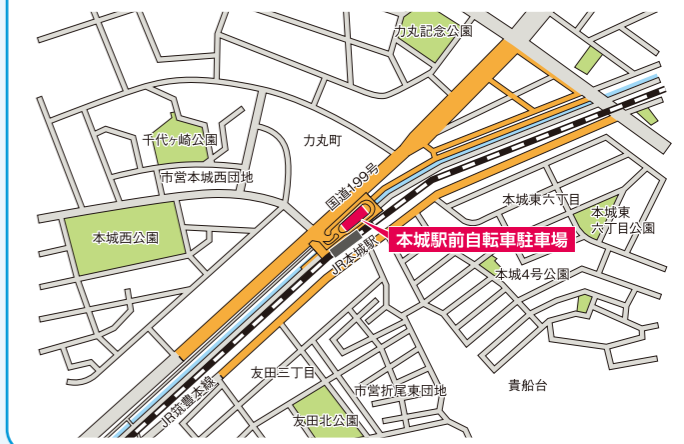 力丸記念公園
千代ヶ崎公園
力丸町
市営本城西団地
国道199号
本城東六丁目
本城東
六丁目公園
本城西公園
本城駅前自転車駐車場
JR本城駅
本城4号公園
友田三丁目
市営折尾東団地
貴船台
JR筑豊本線
友田北公園